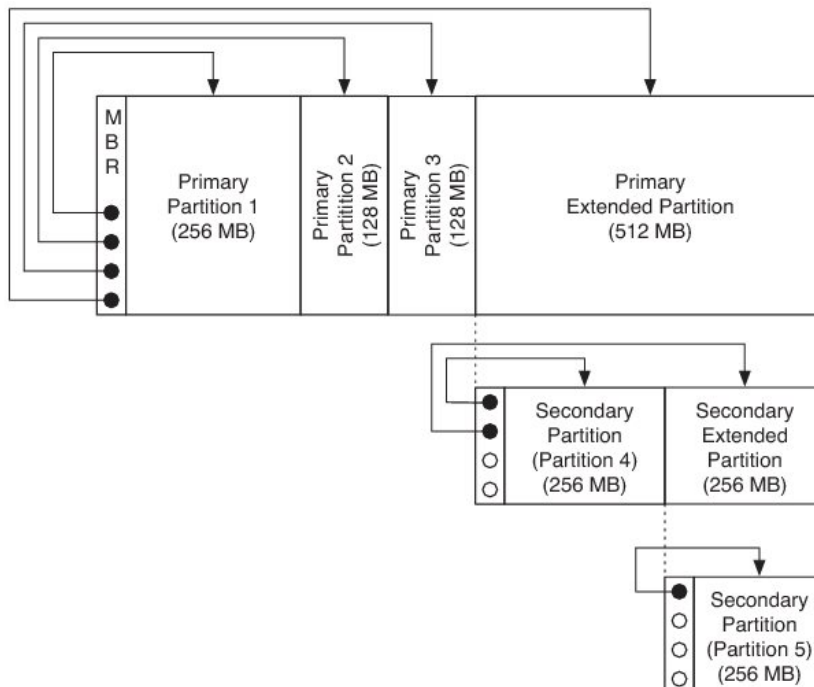 M
B
R
Primary
Partition 1
(256 MB)
Primary
Partitition 2
(128 MB)
Primary
Partitition 3
(128 MB)
Primary
Extended Partition
(512 MB)
Secondary
Partition
(Partition 4)
(256 MB)
Secondary
Extended
Partition
(256 MB)
Secondary
Partition
(Partition 5)
(256 MB)